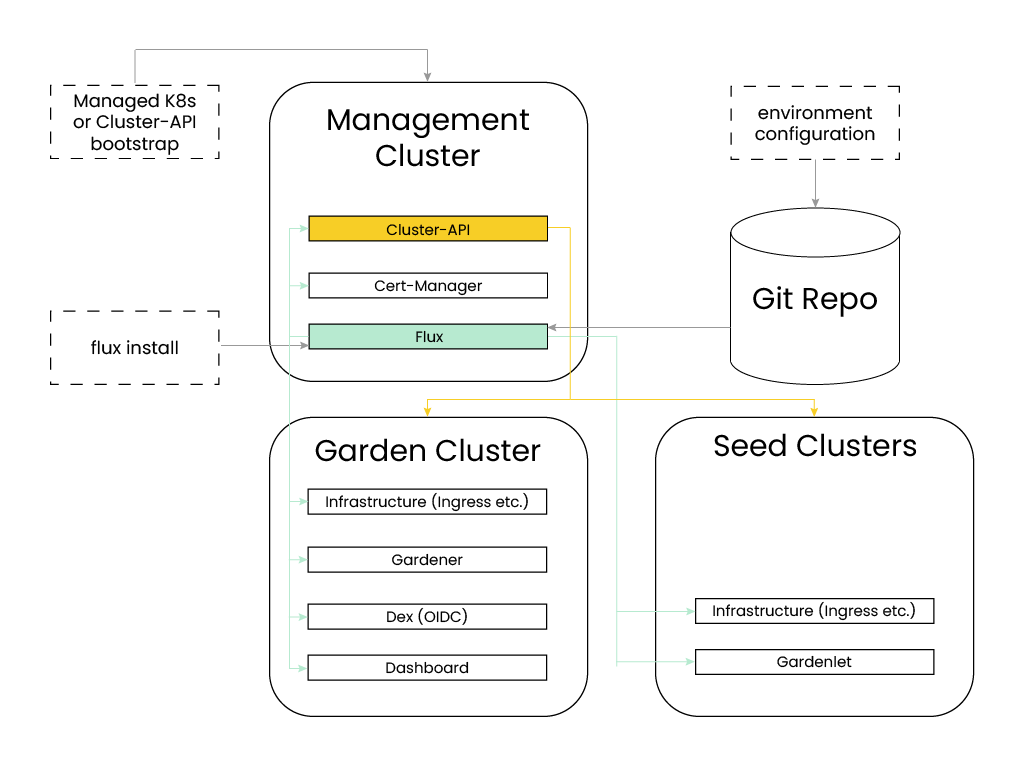 Managed K8s
or Cluster-API
bootstrap
Management
Cluster
environment
configuration
Cluster-API
Cert-Manager
Flux
Git Repo
flux install
Garden Cluster
Infrastructure (Ingress etc.)
Gardener
Dex (OIDC)
Dashboard
Seed Clusters
Infrastructure (Ingress etc.)
Gardenlet